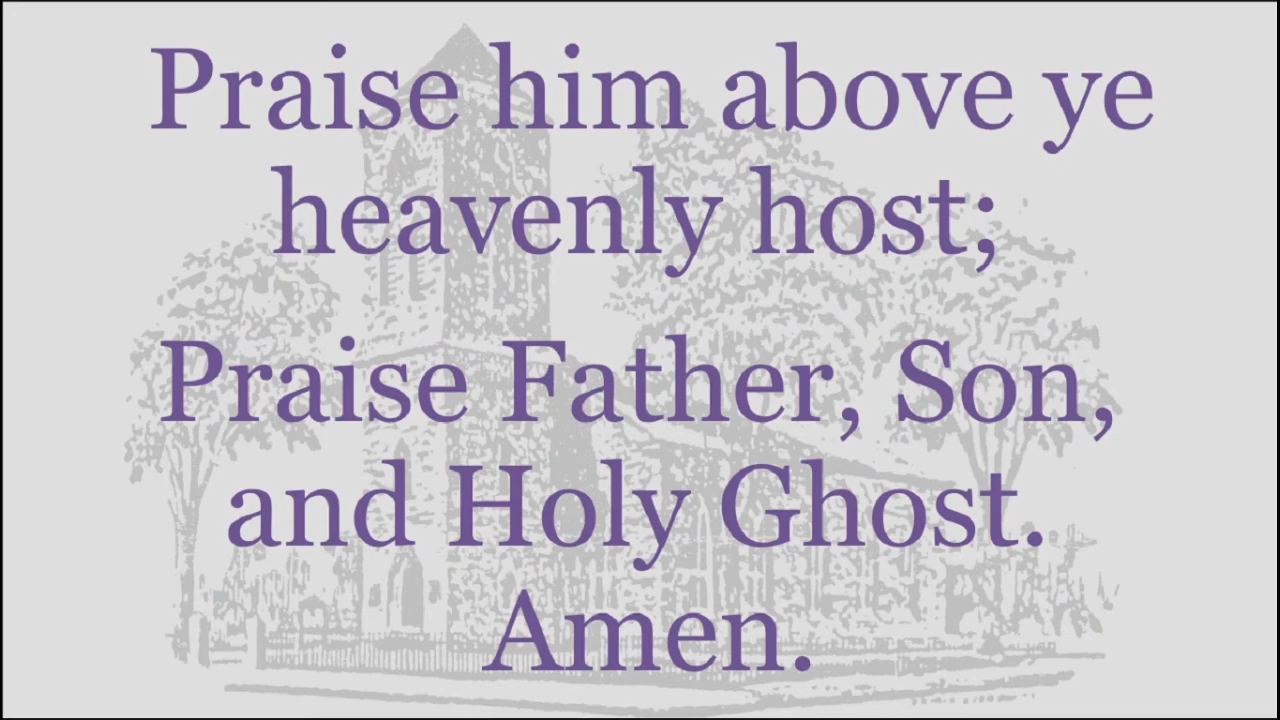 Praise him above ye
heavenly host;
Praise Father, Son,
and Holy Ghost.
Amen.